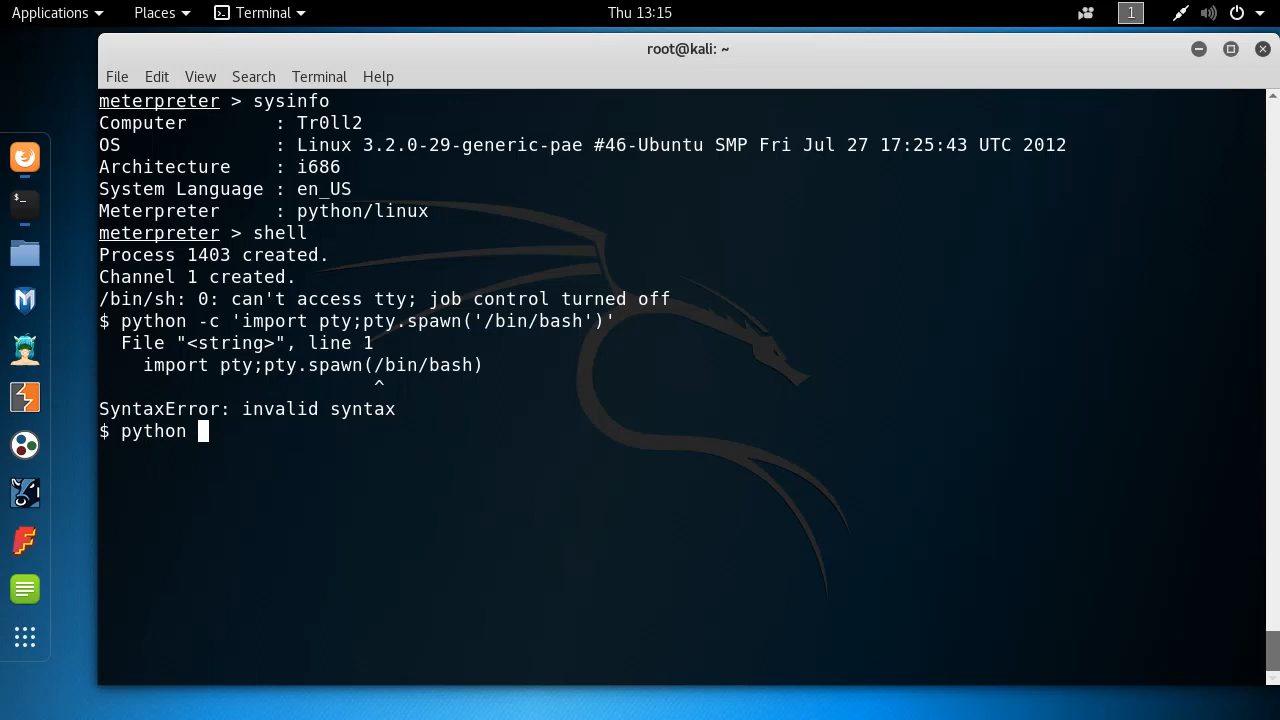 Applications Places Terminal Thu 13:15 1
root@kali: ~
File Edit View Search Terminal Help
meterpreter > sysinfo
Computer        : Tr0ll2
OS              : Linux 3.2.0-29-generic-pae #46-Ubuntu SMP Fri Jul 27 17:25:43 UTC 2012
Architecture    : i686
System Language : en_US
Meterpreter     : python/linux
meterpreter > shell
Process 1403 created.
Channel 1 created.
/bin/sh: 0: can't access tty; job control turned off
$ python -c 'import pty;pty.spawn('/bin/bash')'
  File "<string>", line 1
    import pty;pty.spawn(/bin/bash)
                         ^
SyntaxError: invalid syntax
$ python